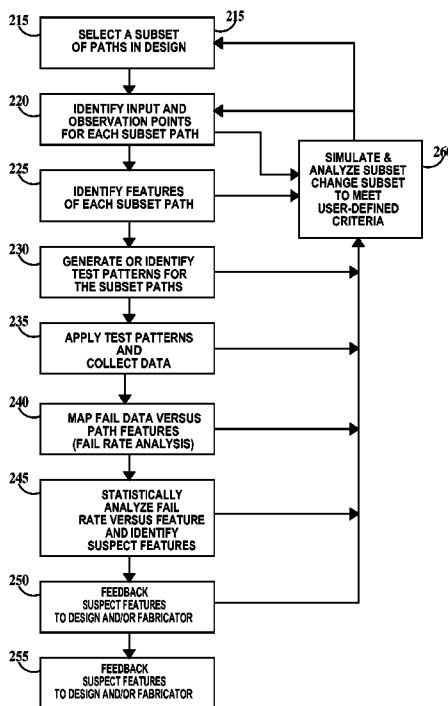 215
215
SELECT A SUBSET
OF PATHS IN DESIGN
220
IDENTIFY INPUT AND
OBSERVATION POINTS
FOR EACH SUBSET PATH
260
SIMULATE &
ANALYZE SUBSET
CHANGE SUBSET
TO MEET
USER-DEFINED
CRITERIA
225
IDENTIFY FEATURES
OF EACH SUBSET PATH
230
GENERATE OR IDENTIFY
TEST PATTERNS FOR
THE SUBSET PATHS
235
APPLY TEST PATTERNS
AND
COLLECT DATA
240
MAP FAIL DATA VERSUS
PATH FEATURES
(FAIL RATE ANALYSIS)
245
STATISTICALLY
ANALYZE FAIL
RATE VERSUS FEATURE
AND IDENTIFY
SUSPECT FEATURES
250
FEEDBACK
SUSPECT FEATURES
TO DESIGN AND/OR FABRICATOR
255
FEEDBACK
SUSPECT FEATURES
TO DESIGN AND/OR FABRICATOR